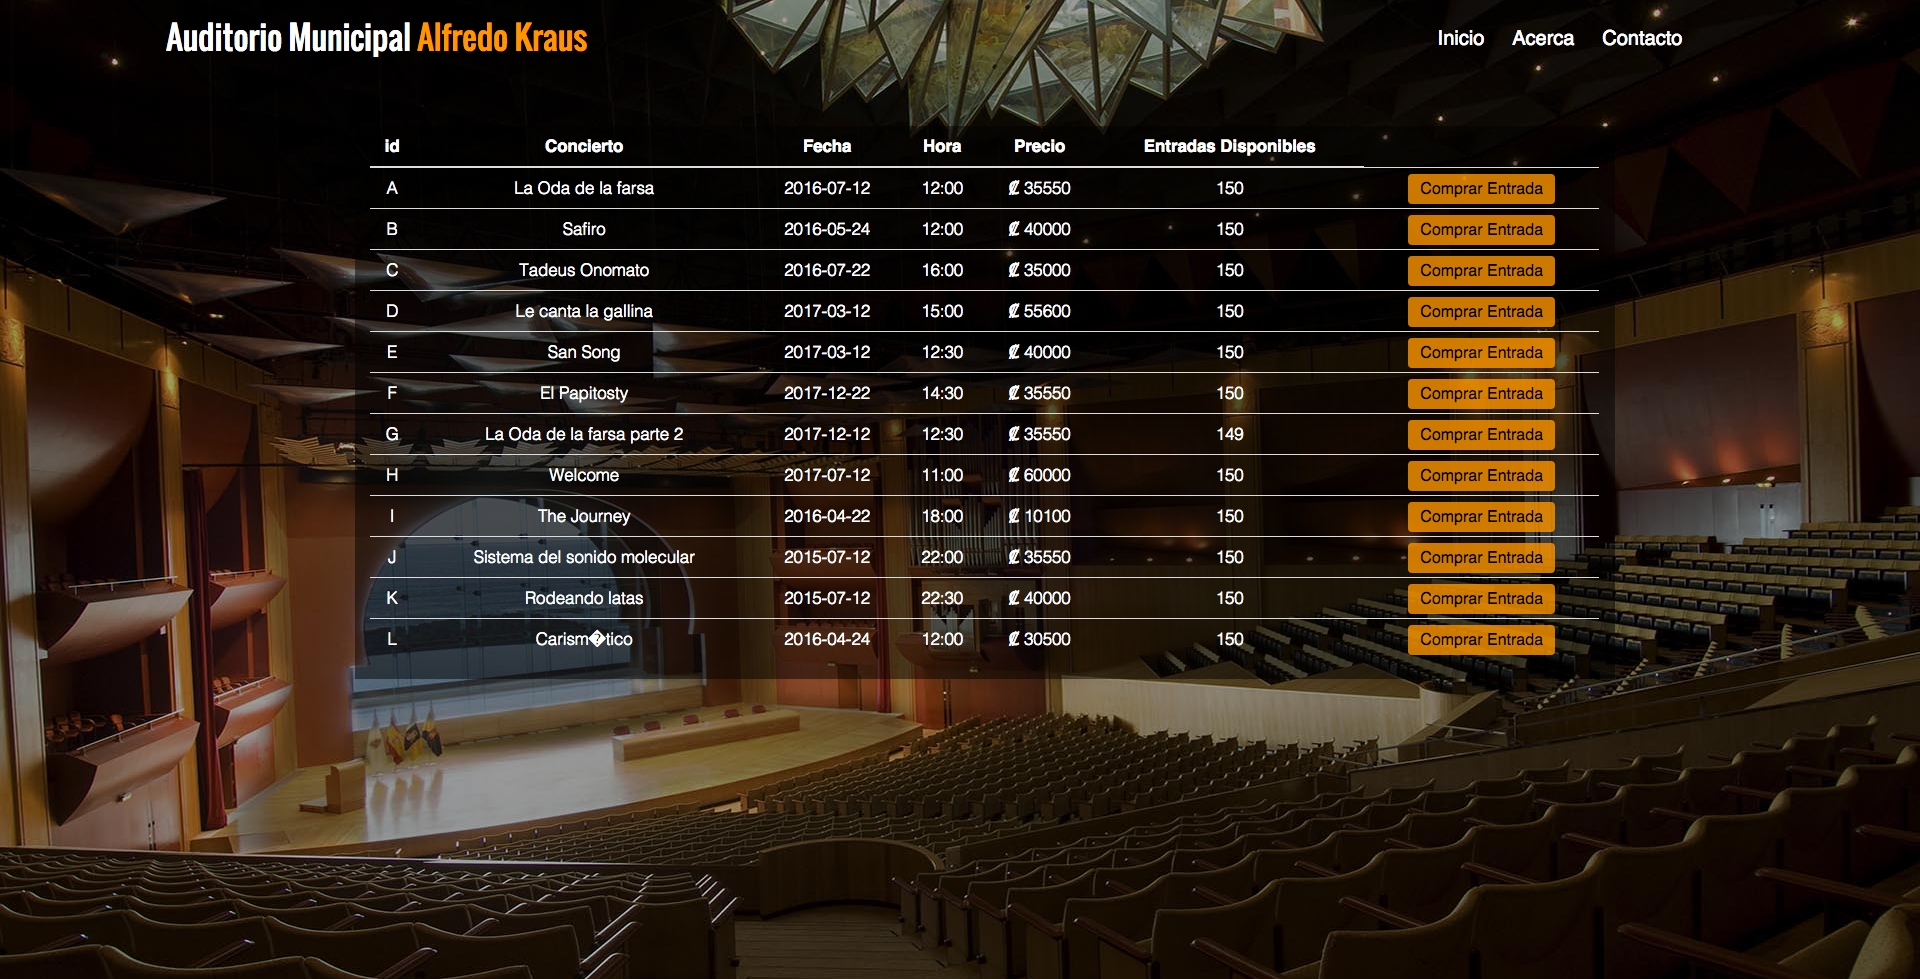 Auditorio Municipal Alfredo Kraus Inicio Acerca Contacto
id Concierto Fecha Hora Precio Entradas Disponibles
A La Oda de la farsa 2016-07-12 12:00 ₡ 35550 150 Comprar Entrada
B Safiro 2016-05-24 12:00 ₡ 40000 150 Comprar Entrada
C Tadeus Onomato 2016-07-22 16:00 ₡ 35000 150 Comprar Entrada
D Le canta la gallina 2017-03-12 15:00 ₡ 55600 150 Comprar Entrada
E San Song 2017-03-12 12:30 ₡ 40000 150 Comprar Entrada
F El Papitosty 2017-12-22 14:30 ₡ 35550 150 Comprar Entrada
G La Oda de la farsa parte 2 2017-12-12 12:30 ₡ 35550 149 Comprar Entrada
H Welcome 2017-07-12 11:00 ₡ 60000 150 Comprar Entrada
I The Journey 2016-04-22 18:00 ₡ 10100 150 Comprar Entrada
J Sistema del sonido molecular 2015-07-12 22:00 ₡ 35550 150 Comprar Entrada
K Rodeando latas 2015-07-12 22:30 ₡ 40000 150 Comprar Entrada
L Carism�tico 2016-04-24 12:00 ₡ 30500 150 Comprar Entrada